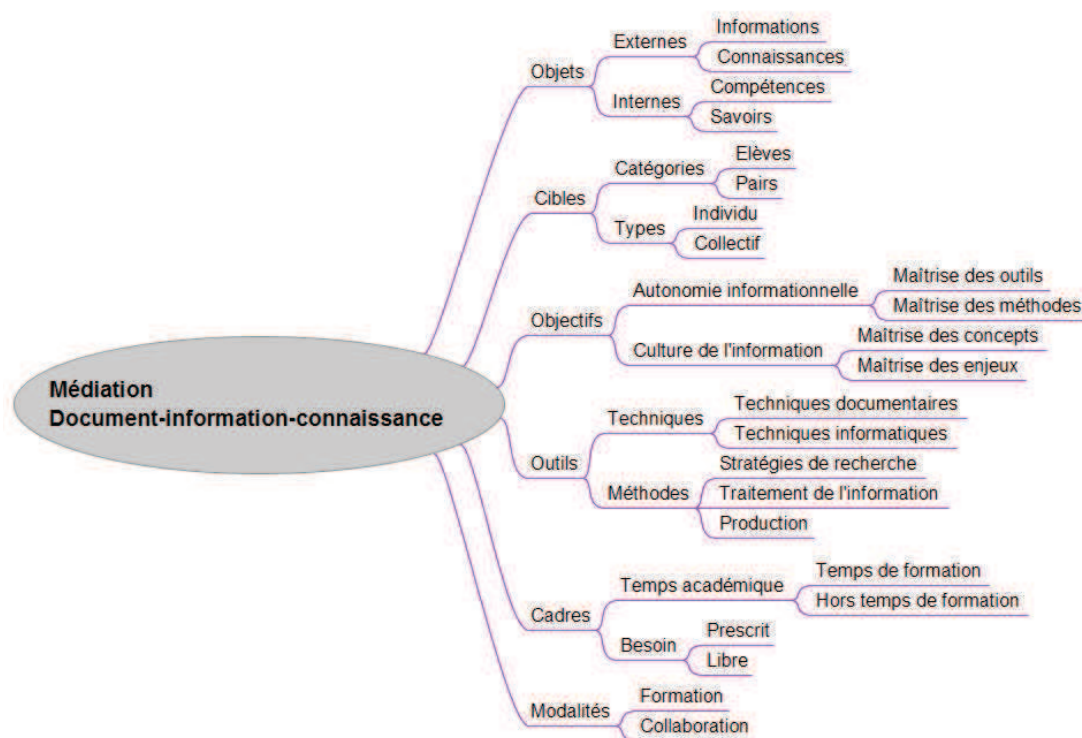 Médiation
Document-information-connaissance
Objets
Externes
Informations
Connaissances
Internes
Compétences
Savoirs
Cibles
Catégories
Elèves
Pairs
Types
Individu
Collectif
Objectifs
Autonomie informationnelle
Maîtrise des outils
Maîtrise des méthodes
Culture de l'information
Maîtrise des concepts
Maîtrise des enjeux
Outils
Techniques
Techniques documentaires
Techniques informatiques
Méthodes
Stratégies de recherche
Traitement de l'information
Production
Cadres
Temps académique
Temps de formation
Hors temps de formation
Besoin
Prescrit
Libre
Modalités
Formation
Collaboration